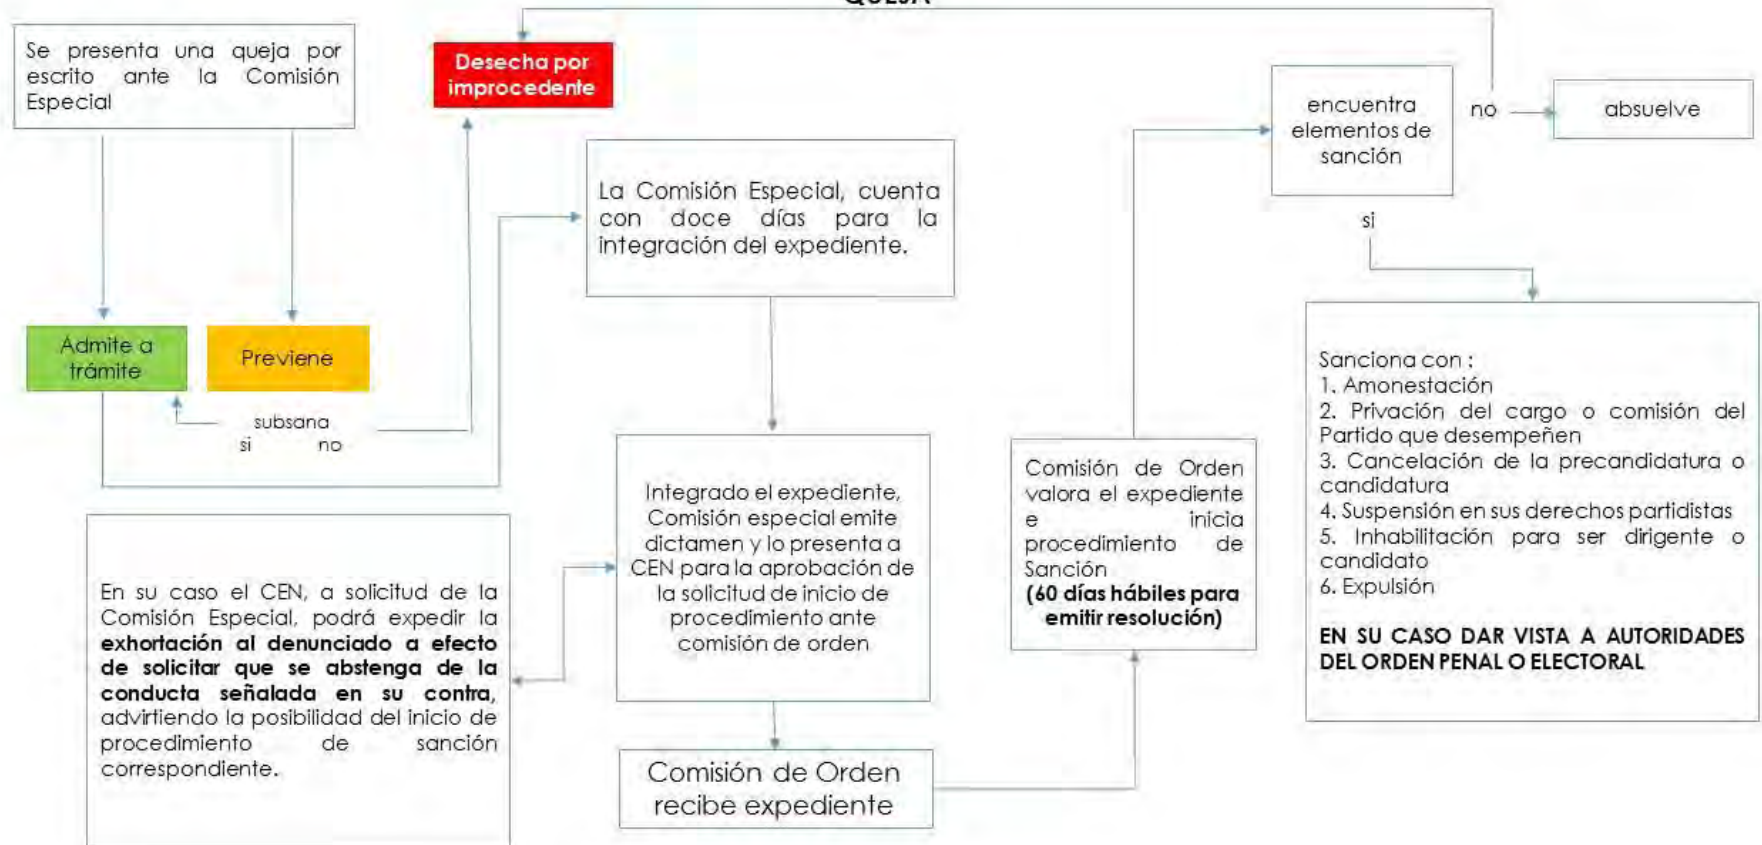 QUEJA
Se presenta una queja por
escrito ante la Comisión
Especial
Desecha por
improcedente
La Comisión Especial, cuenta
con doce días para la
integración del expediente.
encuentra
elementos de
sanción
no
absuelve
si
Admite a
trámite
Previene
subsana
si no
Integrado el expediente,
Comisión especial emite
dictamen y lo presenta a
CEN para la aprobación de
la solicitud de inicio de
procedimiento ante
comisión de orden
En su caso el CEN, a solicitud de la
Comisión Especial, podrá expedir la
exhortación al denunciado a efecto
de solicitar que se abstenga de la
conducta señalada en su contra,
advirtiendo la posibilidad del inicio de
procedimiento de sanción
correspondiente.
Comisión de Orden
recibe expediente
Comisión de Orden
valora el expediente
e inicia
procedimiento de
Sanción
(60 días hábiles para
emitir resolución)
Sanciona con :
1. Amonestación
2. Privación del cargo o comisión del
Partido que desempeñen
3. Cancelación de la precandidatura o
candidatura
4. Suspensión en sus derechos partidistas
5. Inhabilitación para ser dirigente o
candidato
6. Expulsión
EN SU CASO DAR VISTA A AUTORIDADES
DEL ORDEN PENAL O ELECTORAL